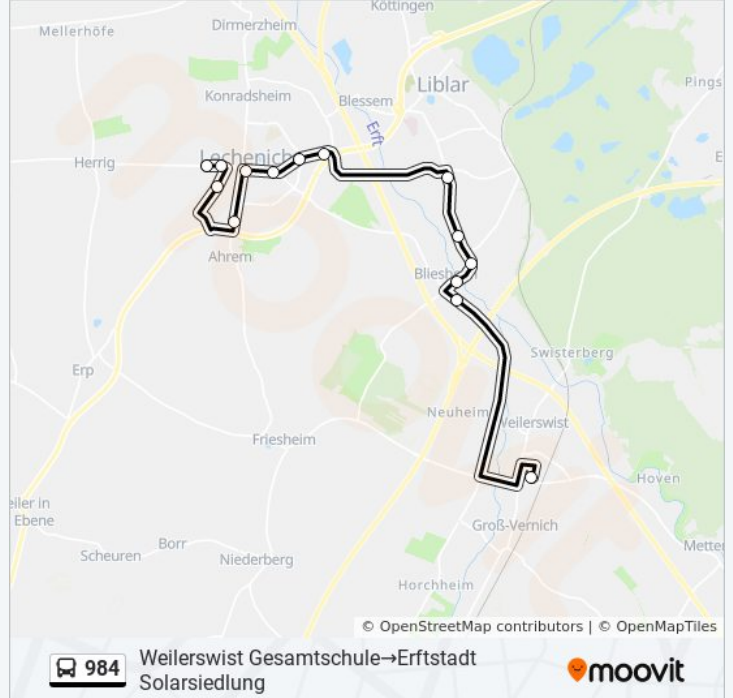 Köttingen
Mellerhöfe
Dirmerzheim
Liblar
Pings
Konradsheim
Blessem
Erft
Lechenich
Herrig
E
Ahrem
Bliesheim
Swisterberg
Erp
Neuheim
Weilerswist
Friesheim
Hoven
eiler in
Ebene
Groß-Vernich
Borr
Metter
Scheuren
Niederberg
Horchheim
moovit
© OpenStreetMap contributors | © OpenMapTiles
984
Weilerswist Gesamtschule→Erftstadt
Solarsiedlung
moovit